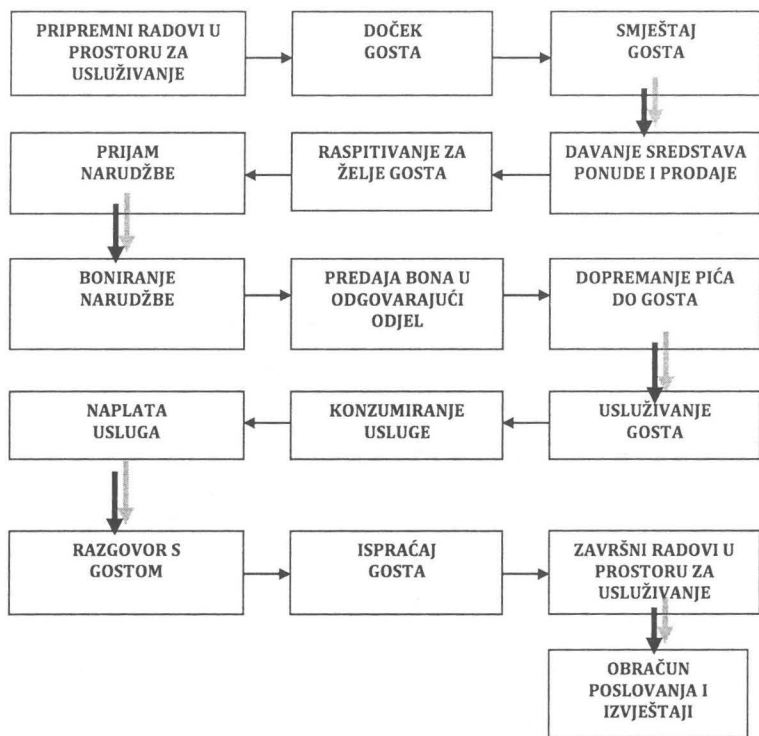 PRIPREMNI RADOVI U
PROSTORU ZA
USLUŽIVANJE
DOČEK
GOSTA
SMJEŠTAJ
GOSTA
PRIJAM
NARUDŽBE
RASPITIVANJE ZA
ŽELJE GOSTA
DAVANJE SREDSTAVA
PONUDE I PRODAJE
BONIRANJE
NARUDŽBE
PREDAJA BONA U
ODGOVARAJUĆI
ODJEL
DOPREMANJE PIĆA
DO GOSTA
NAPLATA
USLUGA
KONZUMIRANJE
USLUGE
USLUŽIVANJE
GOSTA
RAZGOVOR S
GOSTOM
ISPRAĆAJ
GOSTA
ZAVRŠNI RADOVI U
PROSTORU ZA
USLUŽIVANJE
OBRAČUN
POSLOVANJA I
IZVJEŠTAJI